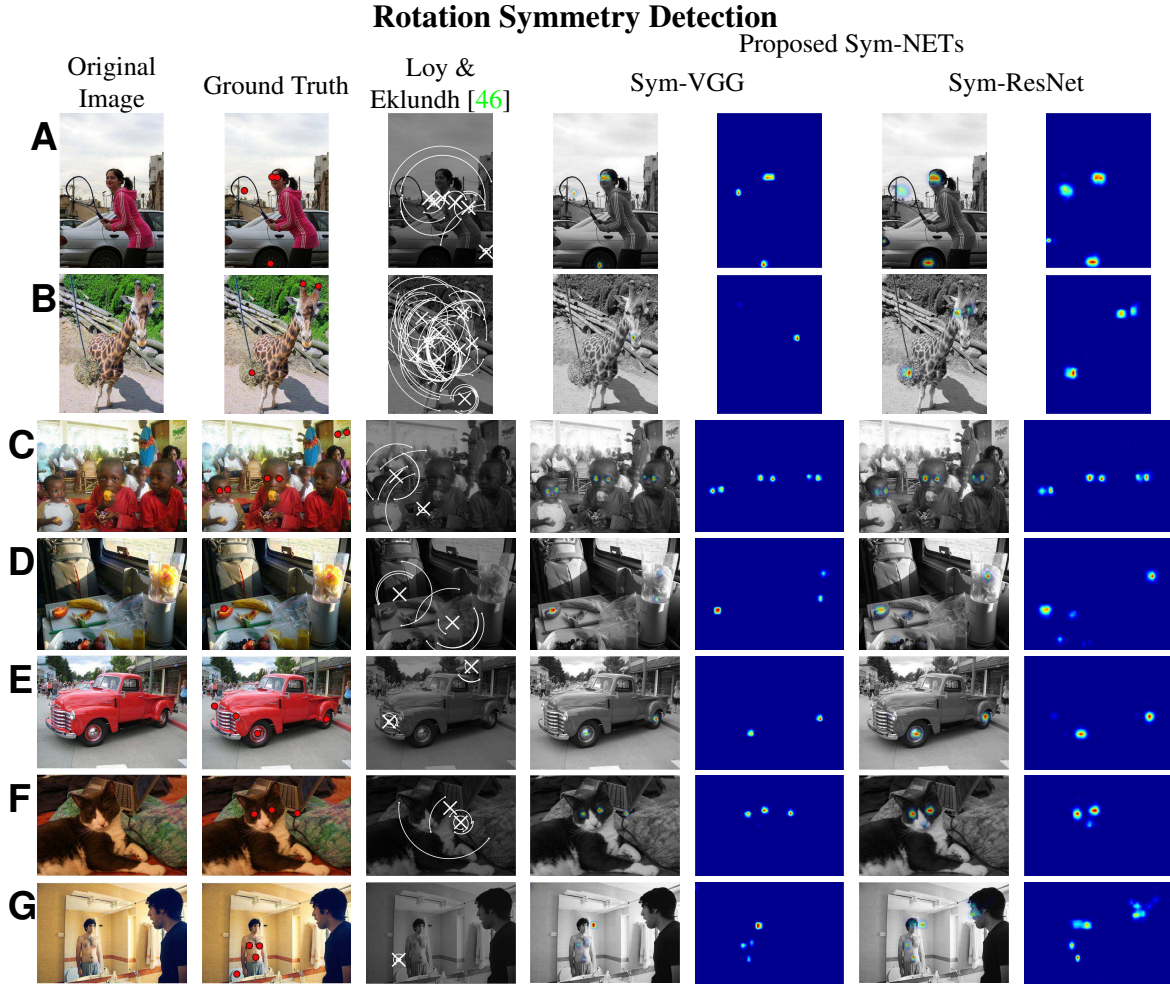 Rotation Symmetry Detection
Proposed Sym-NETs
Original
Image
Ground Truth
Loy &
Eklundh [46]
Sym-VGG
Sym-ResNet
A
B
C
D
E
F
G